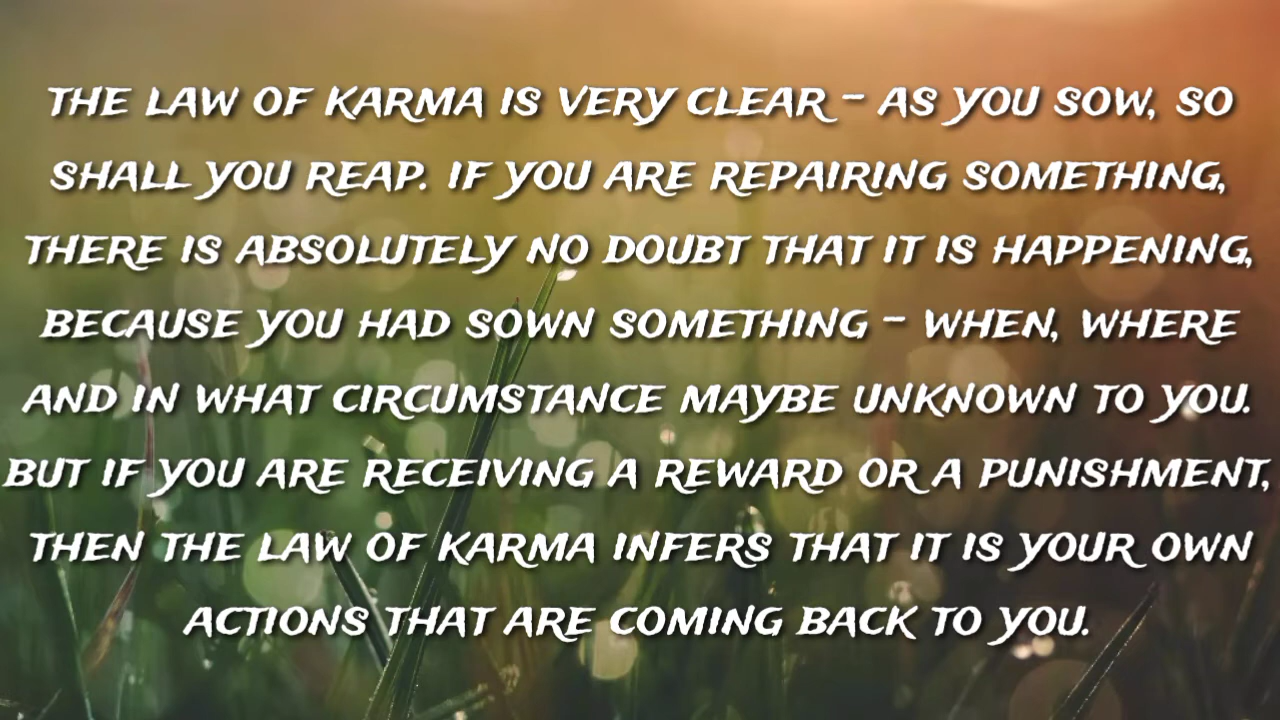 THE LAW OF KARMA IS VERY CLEAR - AS YOU SOW, SO
SHALL YOU REAP. IF YOU ARE REPAIRING SOMETHING,
THERE IS ABSOLUTELY NO DOUBT THAT IT IS HAPPENING,
BECAUSE YOU HAD SOWN SOMETHING - WHEN, WHERE
AND IN WHAT CIRCUMSTANCE MAYBE UNKNOWN TO YOU.
BUT IF YOU ARE RECEIVING A REWARD OR A PUNISHMENT,
THEN THE LAW OF KARMA INFERS THAT IT IS YOUR OWN
ACTIONS THAT ARE COMING BACK TO YOU.